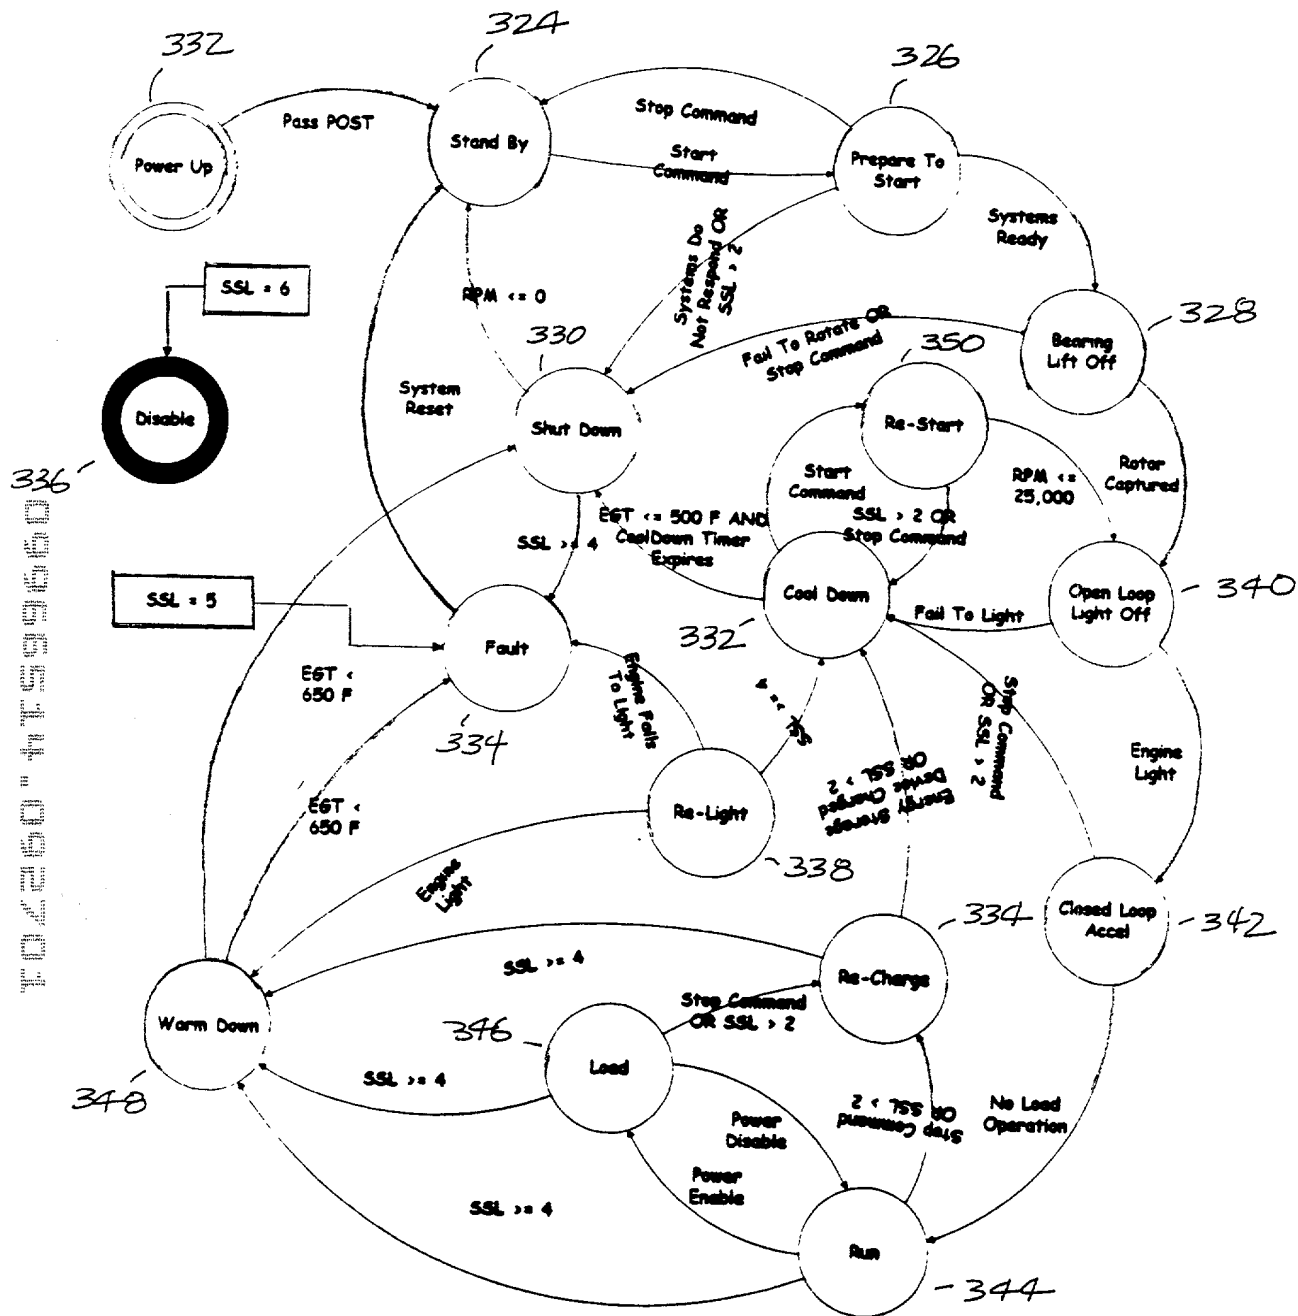 332
324
326
Pass POST
Stop Command
Stand By
Start
Command
Power Up
Prepare To
Start
Systems
Ready
Systems Do
Not Respond OR
SSL > 2
SSL = 6
RPM <= 0
330
Fail To Rotate OR
Stop Command
350
328
Bearing
Lift Off
Disable
336
System
Reset
Shut Down
Re-Start
Start
Command
RPM <=
25,000
Rotor
Captured
EGT <= 500 F AND
CoolDown Timer
Expires
SSL > 2 OR
Stop Command
SSL >= 4
SSL = 5
Cool Down
332
Open Loop
Light Off
340
Fail To Light
Fault
334
EGT <
650 F
Engine Fails
To Light
SSL >= 4
Stop Command
OR SSL > 2
Engine
Light
EGT <
650 F
Re-Light
338
Energy Storage
Device Charged
OR SSL > 2
Engine
Light
334
Closed Loop
Accel
342
SSL >= 4
Re-Charge
Stop Command
OR SSL > 2
Warm Down
348
346
Load
SSL >= 4
Power
Disable
Stop Command
OR SSL > 2
No Load
Operation
Power
Enable
SSL >= 4
Run
344